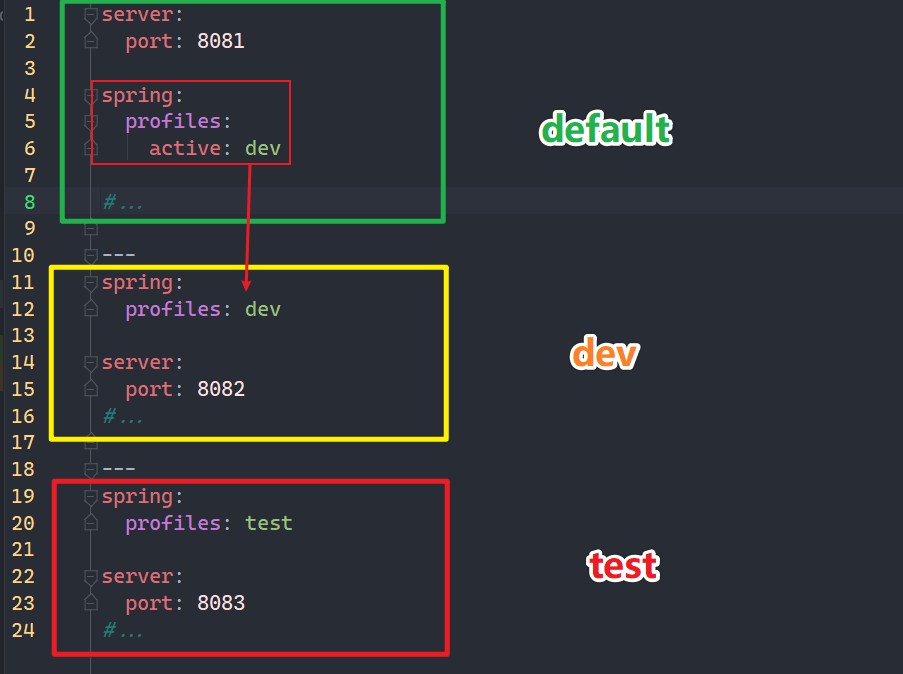 1 server:
2   port: 8081
3
4 spring:
5   profiles:
6     active: dev
7
8 #...
9
10 ---
11 spring:
12   profiles: dev
13
14 server:
15   port: 8082
16 #...
17
18 ---
19 spring:
20   profiles: test
21
22 server:
23   port: 8083
24 #...
default
dev
test